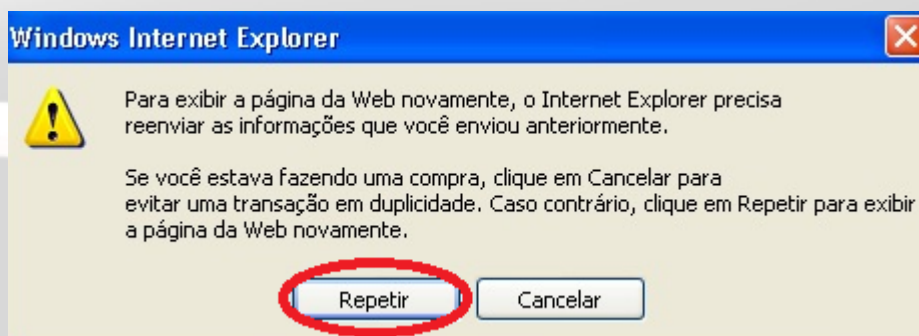 Windows Internet Explorer
Para exibir a página da Web novamente, o Internet Explorer precisa
reenviar as informações que você enviou anteriormente.
Se você estava fazendo uma compra, clique em Cancelar para
evitar uma transação em duplicidade. Caso contrário, clique em Repetir para exibir
a página da Web novamente.
Repetir
Cancelar